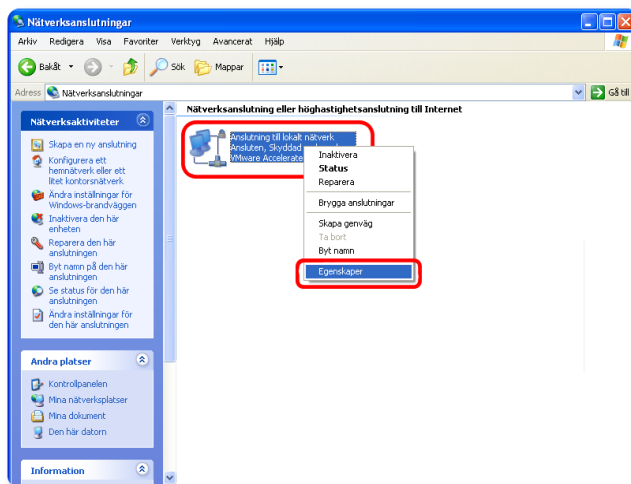 Nätverksanslutningar
Arkiv Redigera Visa Favoriter Verktyg Avancerat Hjälp
Bakåt Sök Mappar
Adress Nätverksanslutningar Gå till
Nätverksaktiviteter
Skapa en ny anslutning
Konfigurera ett
hemnätverk eller ett
litet kontorsnätverk
Ändra inställningar för
Windows-brandväggen
Inaktivera den här
enheten
Reparera den här
anslutningen
Byt namn på den här
anslutningen
Se status för den här
anslutningen
Ändra inställningar för
den här anslutningen
Andra platser
Kontrollpanelen
Mina nätverksplatser
Mina dokument
Den här datorn
Information
Nätverksanslutning eller höghastighetsanslutning till Internet
Anslutning till lokalt nätverk
Ansluten, Skyddad
VMware Accelerate
Inaktivera
Status
Reparera
Brygga anslutningar
Skapa genväg
Ta bort
Byt namn
Egenskaper